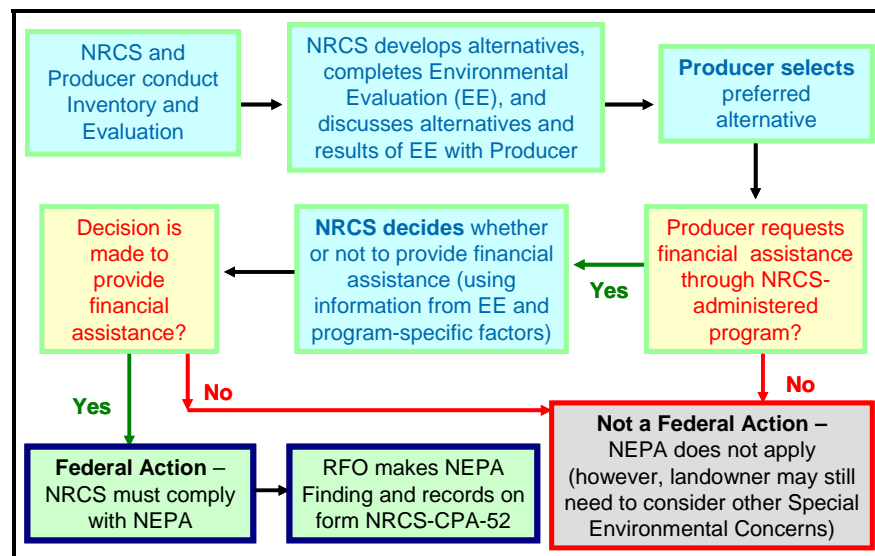 NRCS and
Producer conduct
Inventory and
Evaluation
NRCS develops alternatives,
completes Environmental
Evaluation (EE), and
discusses alternatives and
results of EE with Producer
Producer selects
preferred
alternative
Producer requests
financial assistance
through NRCS-
administered
program?
Yes
NRCS decides whether
or not to provide financial
assistance (using
information from EE and
program-specific factors)
Decision is
made to
provide
financial
assistance?
Yes
No
No
Federal Action –
NRCS must comply
with NEPA
RFO makes NEPA
Finding and records on
form NRCS-CPA-52
Not a Federal Action –
NEPA does not apply
(however, landowner may still
need to consider other Special
Environmental Concerns)